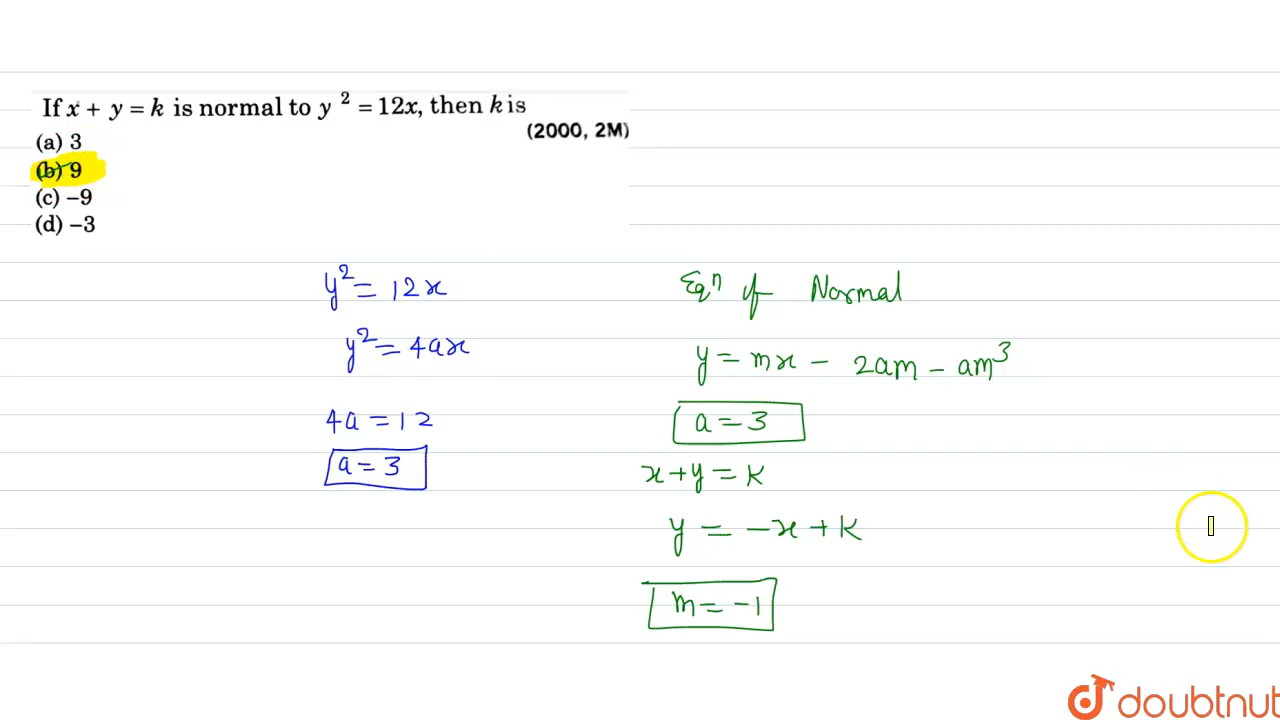 If x + y = k is normal to y ² = 12x, then k is
(2000, 2M)
(a) 3
(b) 9
(c) −9
(d) −3
y² = 12x
y² = 4ax
4a = 12
a = 3
Eqⁿ of Normal
y = mx − 2am − am³
a = 3
x + y = K
y = −x + K
m = −1
doubtnut